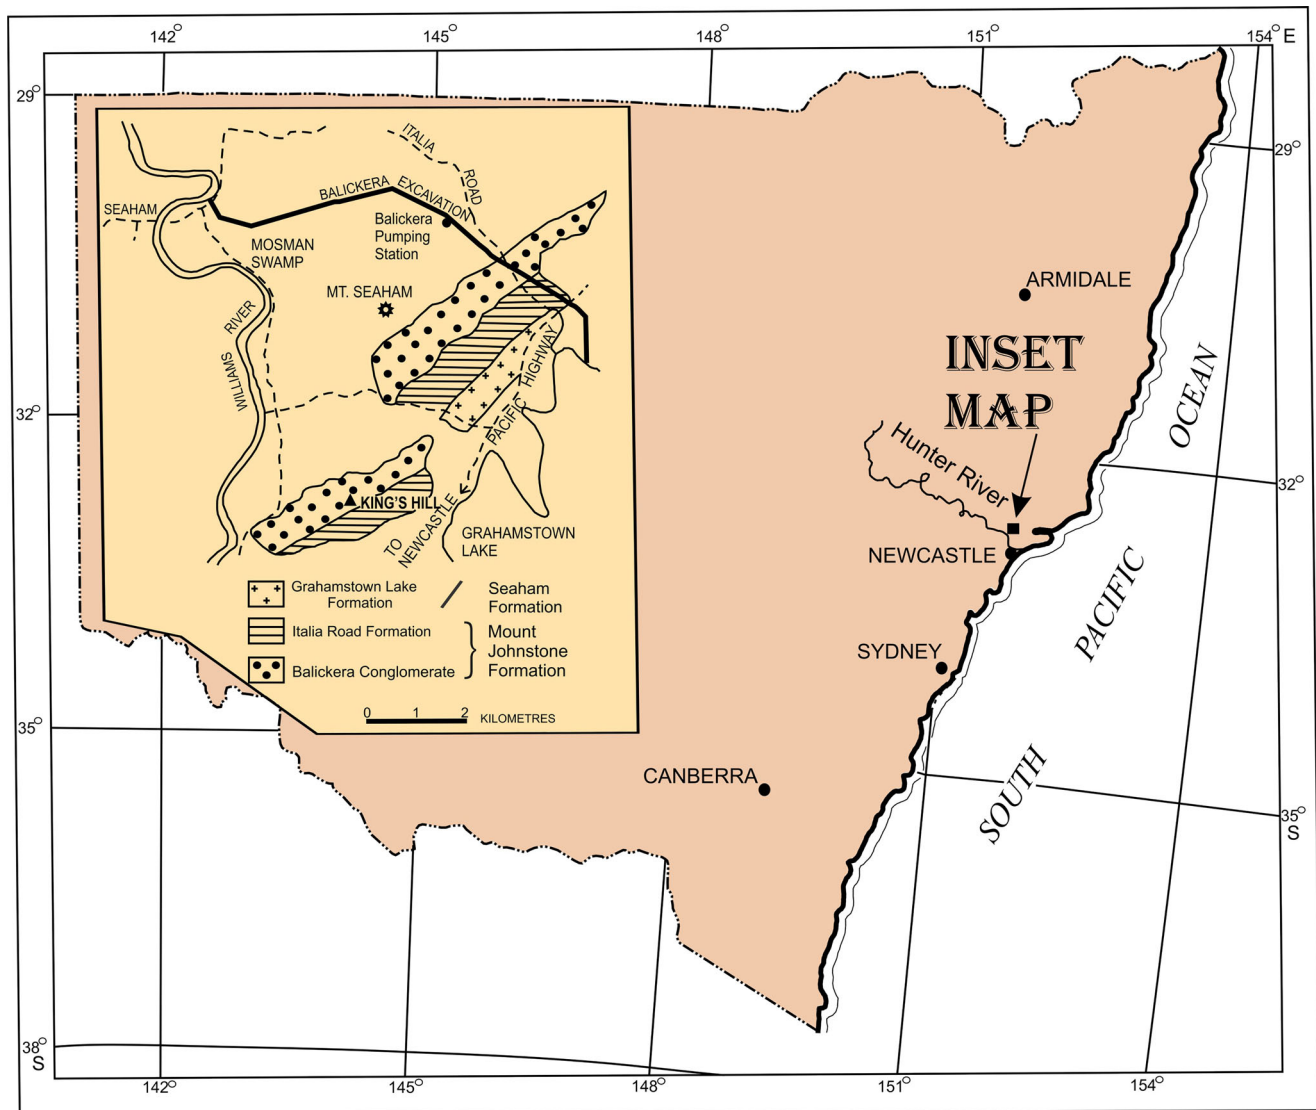 142° 145° 148° 151° 154° E
29°
29°
32°
32°
35°
35°
S
38°
S
142° 145° 148° 151° 154°
ITALIA
ROAD
BALICKERA EXCAVATION
SEAHAM
Balickera
Pumping
Station
MOSMAN
SWAMP
MT. SEAHAM
WILLIAMS RIVER
PACIFIC HIGHWAY
KING'S HILL
TO
NEWCASTLE
GRAHAMSTOWN
LAKE
Grahamstown Lake
Formation
Seaham
Formation
Italia Road Formation
Balickera Conglomerate
Mount
Johnstone
Formation
0 1 2 KILOMETRES
ARMIDALE
INSET
MAP
Hunter River
NEWCASTLE
SYDNEY
CANBERRA
SOUTH PACIFIC OCEAN